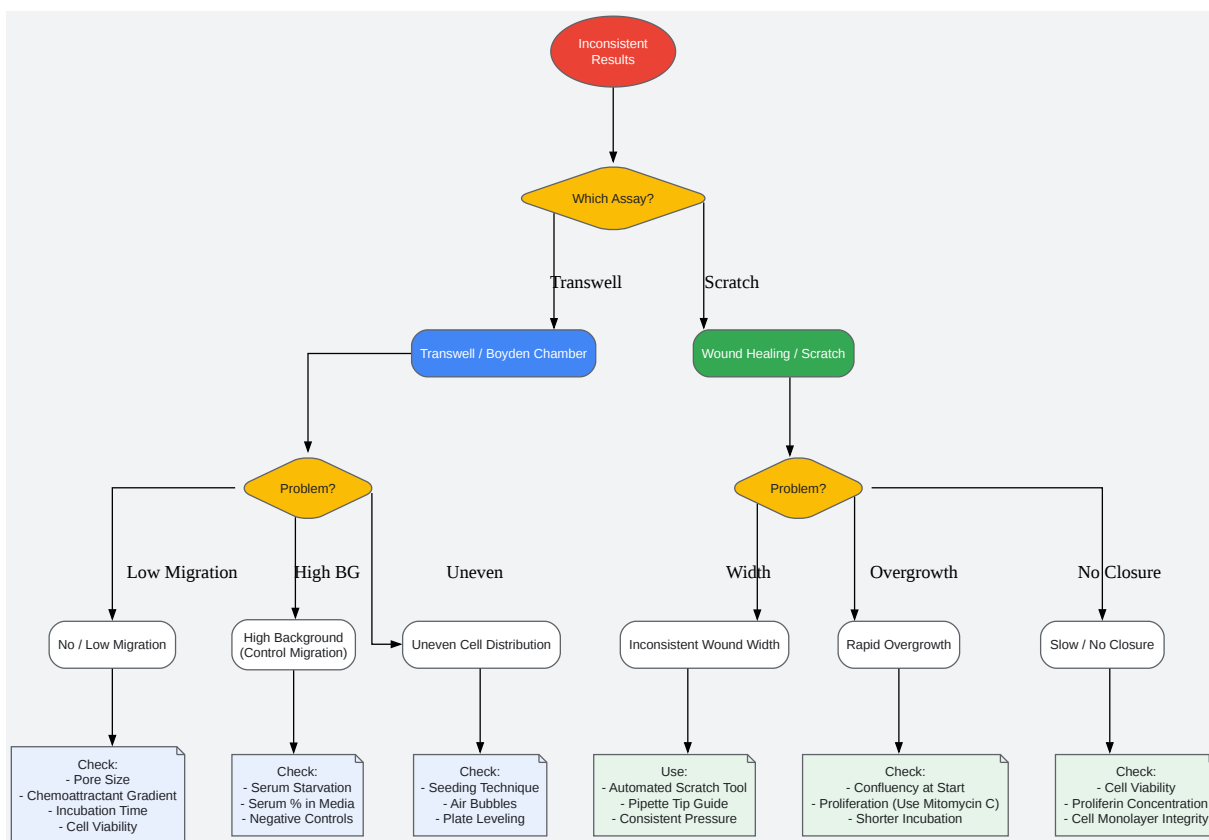 Inconsistent
Results
Which Assay?
Transwell
Scratch
Transwell / Boyden Chamber
Wound Healing / Scratch
Problem?
Problem?
Low Migration
High BG
Uneven
Width
Overgrowth
No Closure
No / Low Migration
High Background
(Control Migration)
Uneven Cell Distribution
Inconsistent Wound Width
Rapid Overgrowth
Slow / No Closure
Check:
- Pore Size
- Chemoattractant Gradient
- Incubation Time
- Cell Viability
Check:
- Serum Starvation
- Serum % in Media
- Negative Controls
Check:
- Seeding Technique
- Air Bubbles
- Plate Leveling
Use:
- Automated Scratch Tool
- Pipette Tip Guide
- Consistent Pressure
Check:
- Confluency at Start
- Proliferation (Use Mitomycin C)
- Shorter Incubation
Check:
- Cell Viability
- Proliferin Concentration
- Cell Monolayer Integrity